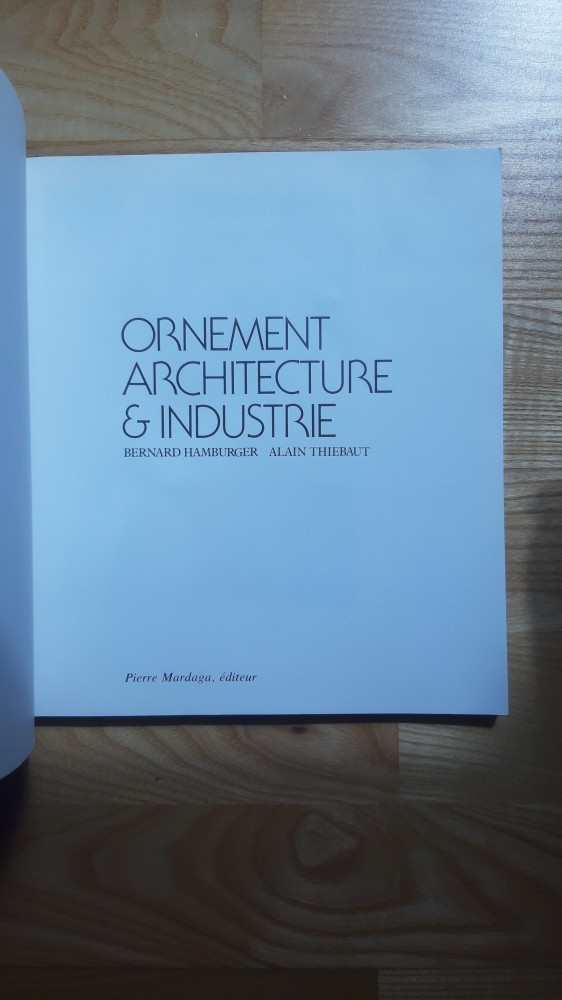 ORNEMENT
ARCHITECTURE
& INDUSTRIE
BERNARD HAMBURGER ALAIN THIEBAUT
Pierre Mardaga, éditeur